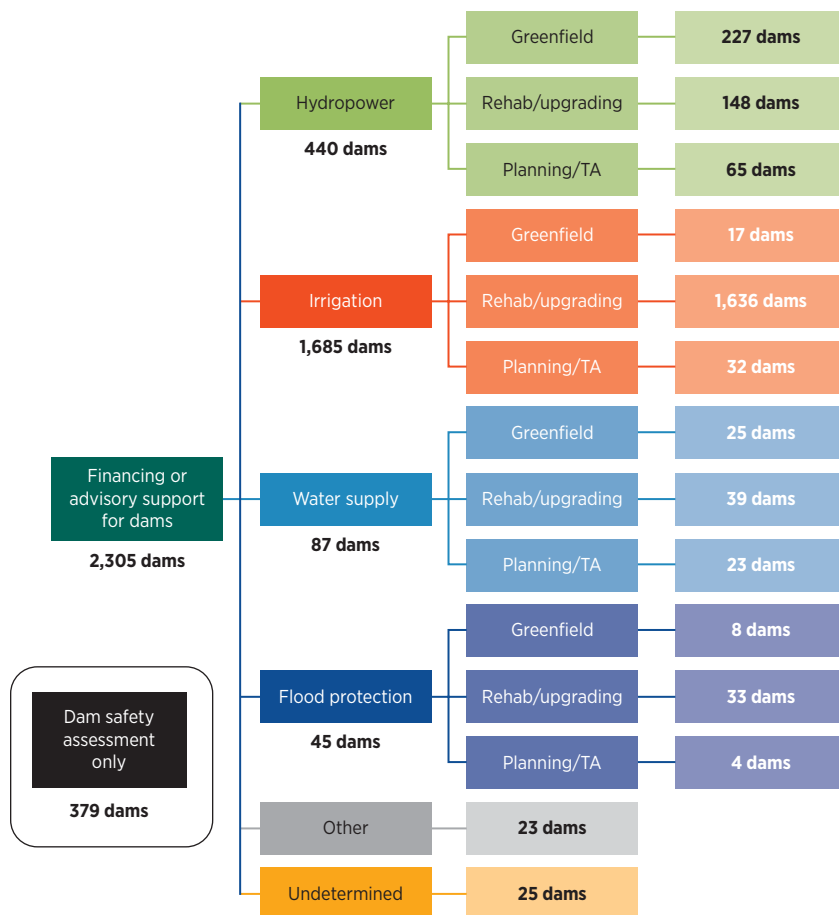 Financing or
advisory support
for dams
2,305 dams
Dam safety
assessment
only
379 dams
Hydropower
440 dams
Greenfield
227 dams
Rehab/upgrading
148 dams
Planning/TA
65 dams
Irrigation
1,685 dams
Greenfield
17 dams
Rehab/upgrading
1,636 dams
Planning/TA
32 dams
Water supply
87 dams
Greenfield
25 dams
Rehab/upgrading
39 dams
Planning/TA
23 dams
Flood protection
45 dams
Greenfield
8 dams
Rehab/upgrading
33 dams
Planning/TA
4 dams
Other
23 dams
Undetermined
25 dams